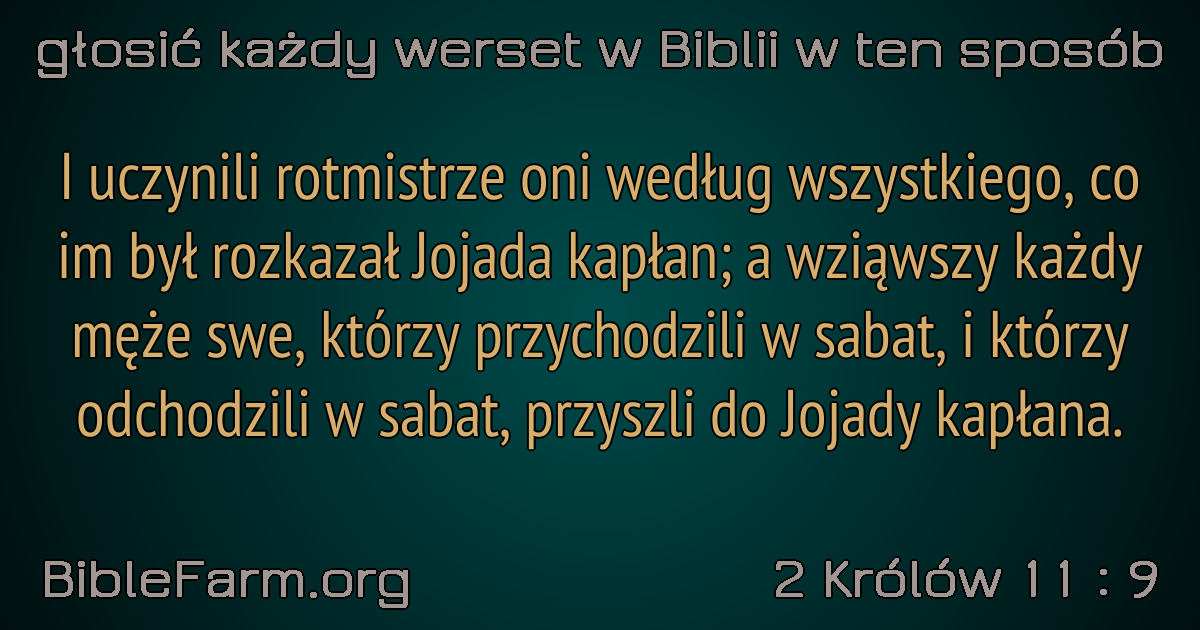 głosić każdy werset w Biblii w ten sposób
I uczynili rotmistrze oni według wszystkiego, co
im był rozkazał Jojada kapłan; a wziąwszy każdy
męże swe, którzy przychodzili w sabat, i którzy
odchodzili w sabat, przyszli do Jojady kapłana.
BibleFarm.org
2 Królów 11 : 9